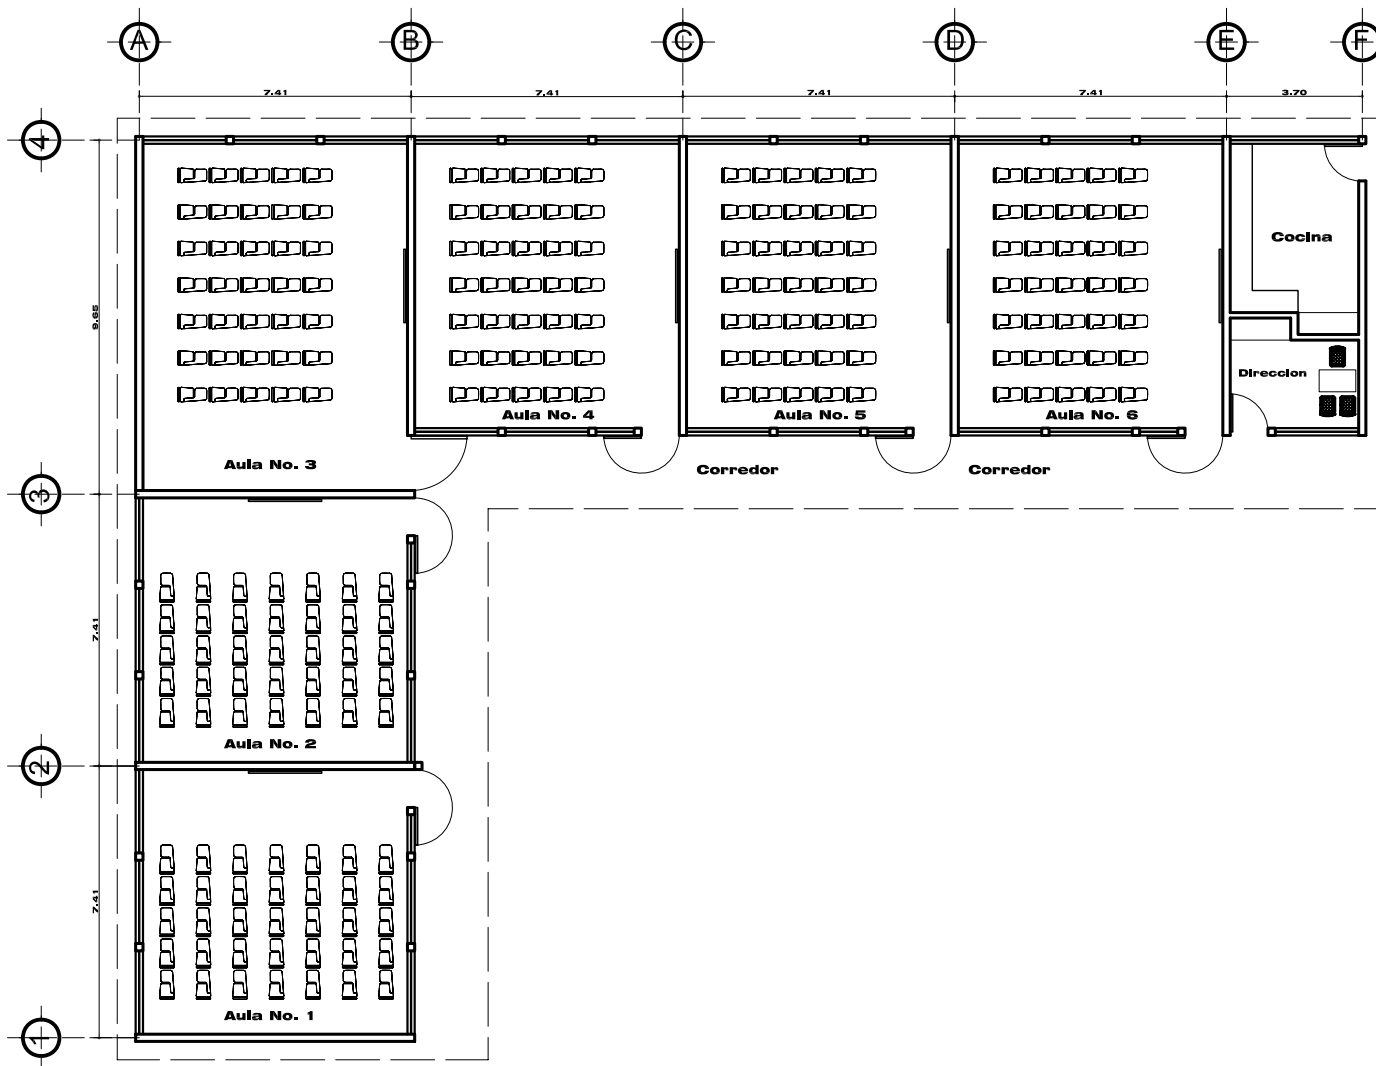 A B C D E F
7.41 7.41 7.41 7.41 3.70
4
Cocina
9.65
Direccion
Aula No. 4 Aula No. 5 Aula No. 6
Aula No. 3 Corredor Corredor
3
7.41
Aula No. 2
2
7.41
Aula No. 1
1